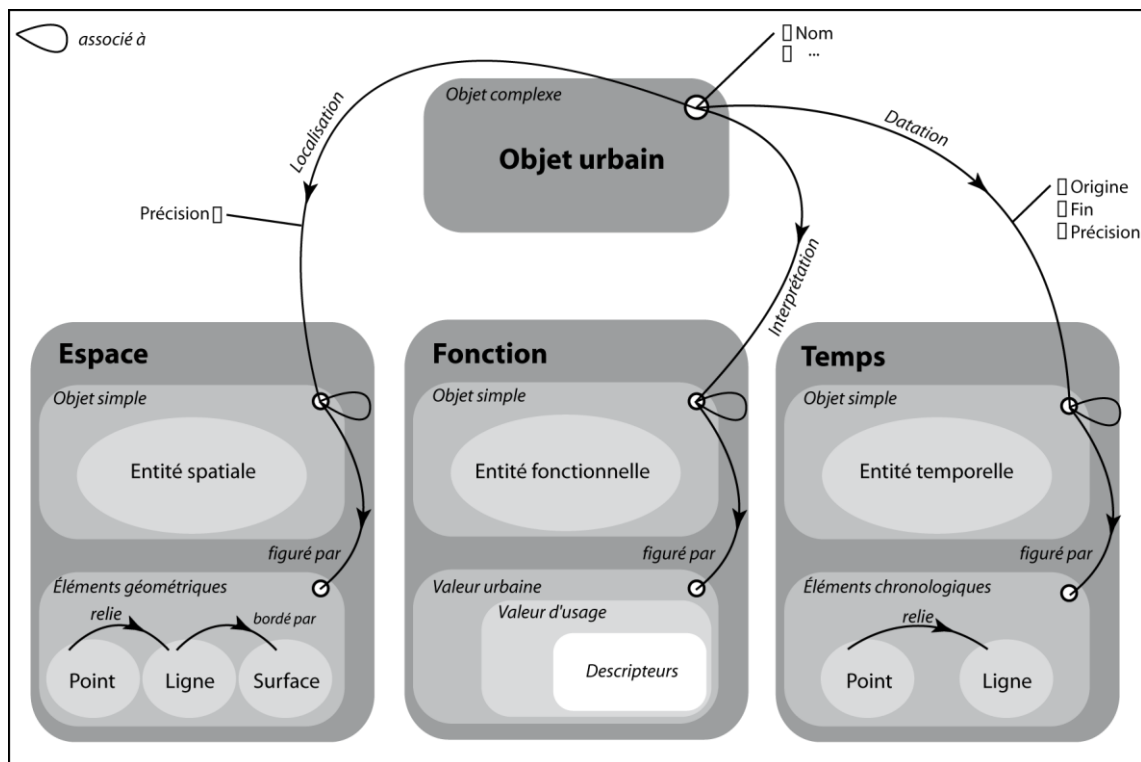 associé à
▯ Nom
▯ ...
Objet complexe
Objet urbain
Localisation
Datation
Interprétation
Précision ▯
▯ Origine
▯ Fin
▯ Précision
Espace
Objet simple
Entité spatiale
figuré par
Éléments géométriques
relie
bordé par
Point
Ligne
Surface
Fonction
Objet simple
Entité fonctionnelle
figuré par
Valeur urbaine
Valeur d'usage
Descripteurs
Temps
Objet simple
Entité temporelle
figuré par
Éléments chronologiques
relie
Point
Ligne